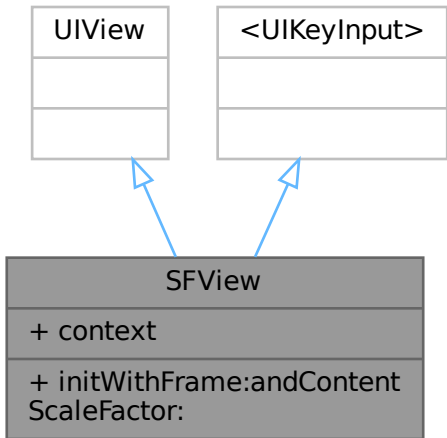 UIView
<UIKeyInput>
SFView
+ context
+ initWithFrame:andContent
ScaleFactor: